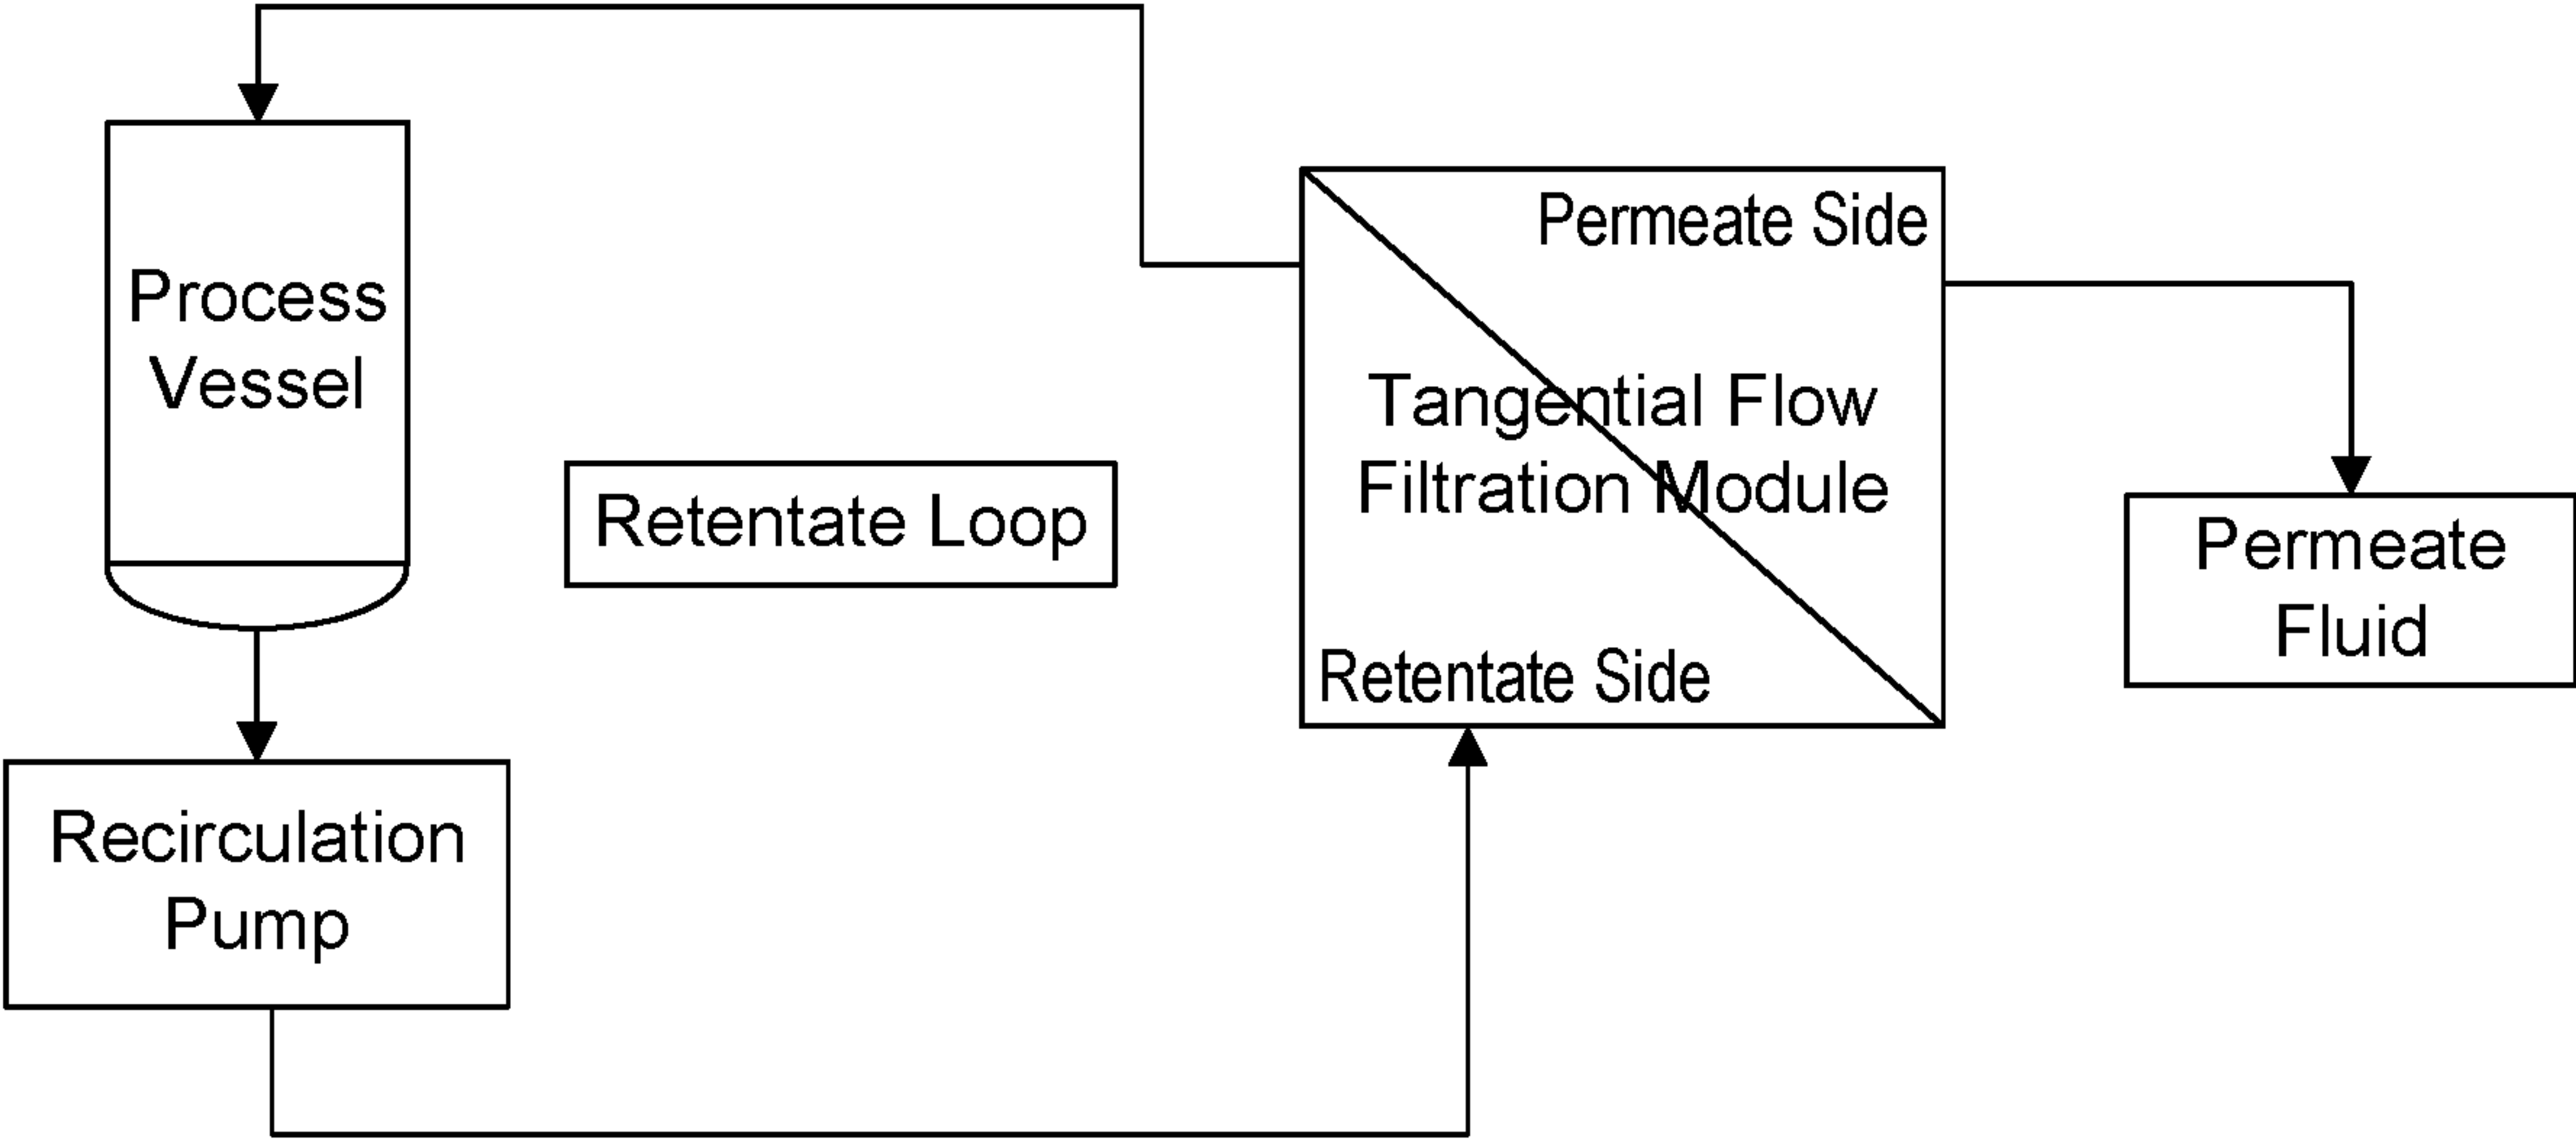 Process
Vessel
Retentate Loop
Permeate Side
Tangential Flow
Filtration Module
Retentate Side
Permeate
Fluid
Recirculation
Pump